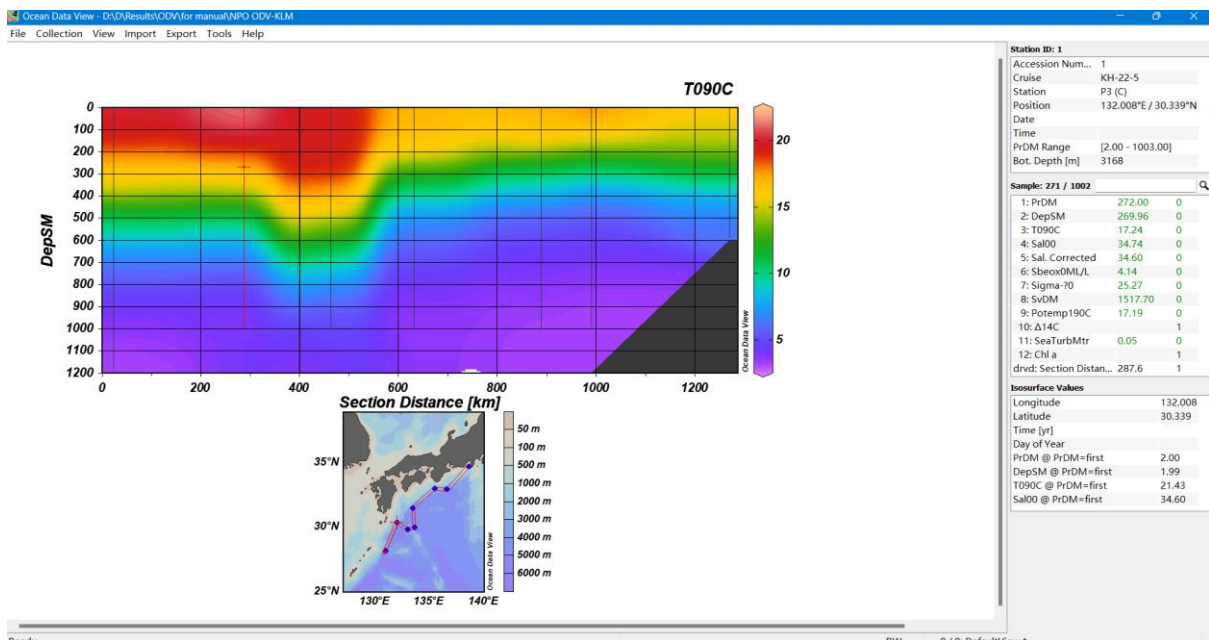 Ocean Data View - D:\D\Results\ODV\for manual\NPO ODV-KLM
File Collection View Import Export Tools Help
T090C
0
100
200
300
400
500
600
700
800
900
1000
1100
1200
DepSM
0 200 400 600 800 1000 1200
Section Distance [km]
20
15
10
5
Ocean Data View
35°N
30°N
25°N
130°E 135°E 140°E
50 m
100 m
500 m
1000 m
2000 m
3000 m
4000 m
5000 m
6000 m
Ocean Data View
Station ID: 1
Accession Num... 1
Cruise KH-22-5
Station P3 (C)
Position 132.008°E / 30.339°N
Date
Time
PrDM Range [2.00 - 1003.00]
Bot. Depth [m] 3168
Sample: 271 / 1002
1: PrDM 272.00 0
2: DepSM 269.96 0
3: T090C 17.24 0
4: Sal00 34.74 0
5: Sal. Corrected 34.60 0
6: Sbeox0ML/L 4.14 0
7: Sigma-?0 25.27 0
8: SvDM 1517.70 0
9: Potemp190C 17.19 0
10: Δ14C 1
11: SeaTurbMtr 0.05 0
12: Chl a 1
drvd: Section Distan... 287.6 1
Isosurface Values
Longitude 132.008
Latitude 30.339
Time [yr]
Day of Year
PrDM @ PrDM=first 2.00
DepSM @ PrDM=first 1.99
T090C @ PrDM=first 21.43
Sal00 @ PrDM=first 34.60